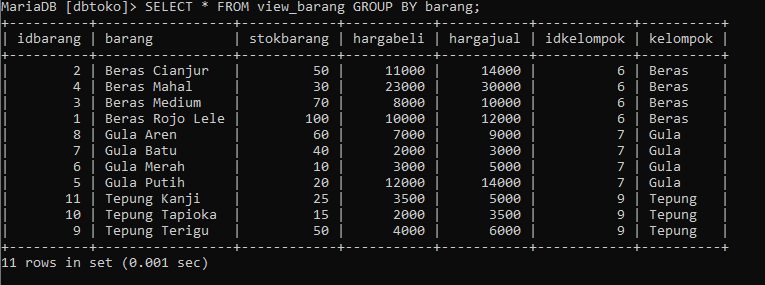 MariaDB [dbtoko]> SELECT * FROM view_barang GROUP BY barang;
+----------+-----------------+------------+-----------+-----------+------------+----------+
| idbarang | barang          | stokbarang | hargabeli | hargajual | idkelompok | kelompok |
+----------+-----------------+------------+-----------+-----------+------------+----------+
|        2 | Beras Cianjur   |         50 |     11000 |     14000 |          6 | Beras    |
|        4 | Beras Mahal     |         30 |     23000 |     30000 |          6 | Beras    |
|        3 | Beras Medium    |         70 |      8000 |     10000 |          6 | Beras    |
|        1 | Beras Rojo Lele |        100 |     10000 |     12000 |          6 | Beras    |
|        8 | Gula Aren       |         60 |      7000 |      9000 |          7 | Gula     |
|        7 | Gula Batu       |         40 |      2000 |      3000 |          7 | Gula     |
|        6 | Gula Merah      |         10 |      3000 |      5000 |          7 | Gula     |
|        5 | Gula Putih      |         20 |     12000 |     14000 |          7 | Gula     |
|       11 | Tepung Kanji    |         25 |      3500 |      5000 |          9 | Tepung   |
|       10 | Tepung Tapioka  |         15 |      2000 |      3500 |          9 | Tepung   |
|        9 | Tepung Terigu   |         50 |      4000 |      6000 |          9 | Tepung   |
+----------+-----------------+------------+-----------+-----------+------------+----------+
11 rows in set (0.001 sec)